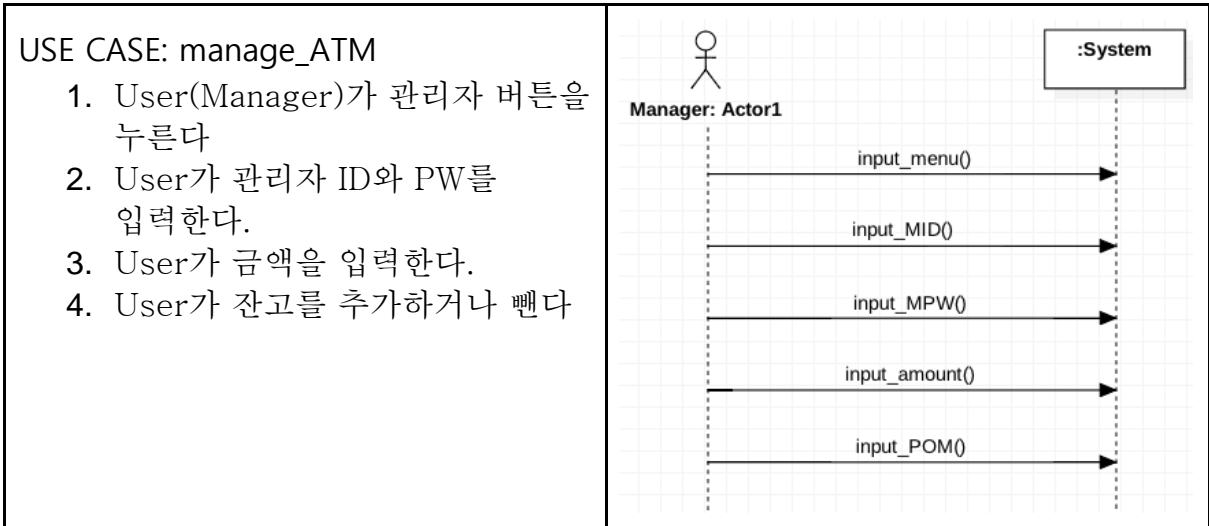 USE CASE: manage_ATM
1. User(Manager)가 관리자 버튼을
누른다
2. User가 관리자 ID와 PW를
입력한다.
3. User가 금액을 입력한다.
4. User가 잔고를 추가하거나 뺀다
:System
Manager: Actor1
input_menu()
input_MID()
input_MPW()
input_amount()
input_POM()